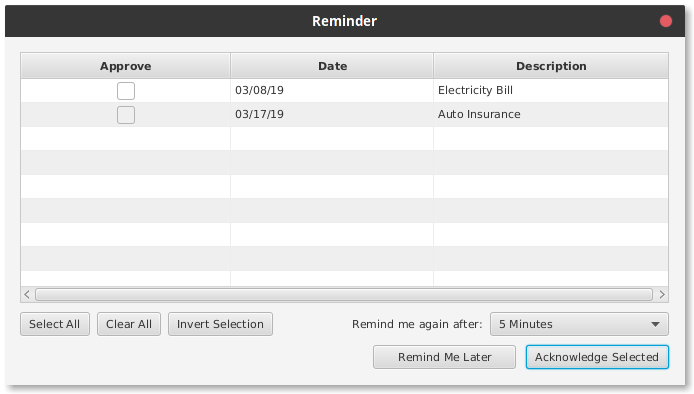 Reminder
Approve Date Description
03/08/19 Electricity Bill
03/17/19 Auto Insurance
Select All Clear All Invert Selection Remind me again after: 5 Minutes
Remind Me Later Acknowledge Selected